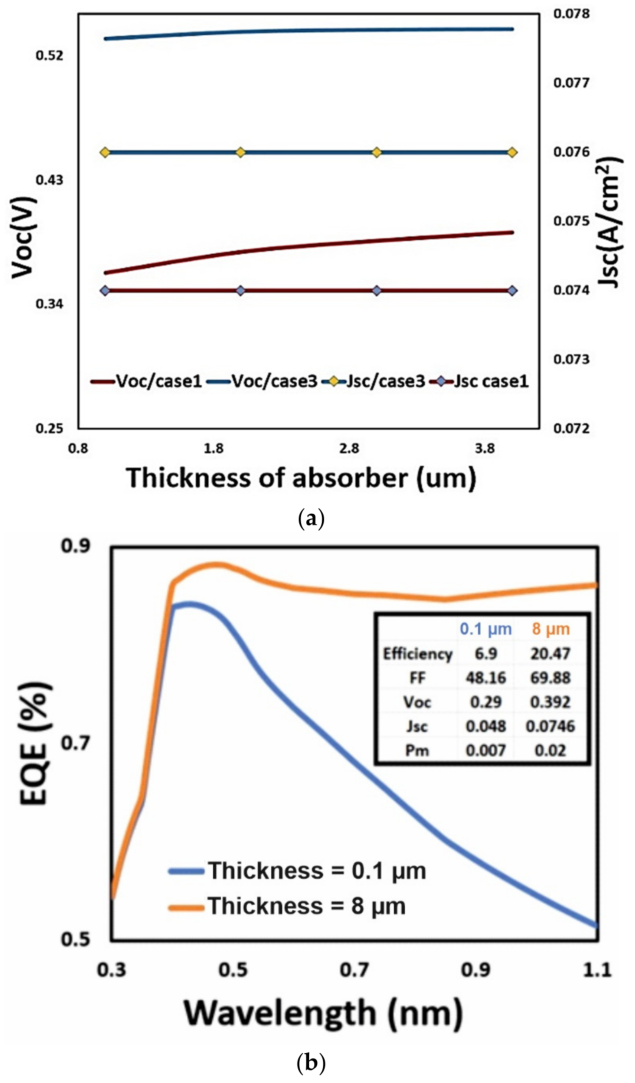 0.52
0.43
0.34
0.25
Voc(V)
0.078
0.077
0.076
0.075
0.074
0.073
0.072
Jsc(A/cm²)
Voc/case1 Voc/case3 Jsc/case3 Jsc case1
0.8 1.8 2.8 3.8
Thickness of absorber (um)
(a)
0.9
0.7
0.5
EQE (%)
0.1 µm 8 µm
Efficiency 6.9 20.47
FF 48.16 69.88
Voc 0.29 0.392
Jsc 0.048 0.0746
Pm 0.007 0.02
Thickness = 0.1 µm
Thickness = 8 µm
0.3 0.5 0.7 0.9 1.1
Wavelength (nm)
(b)